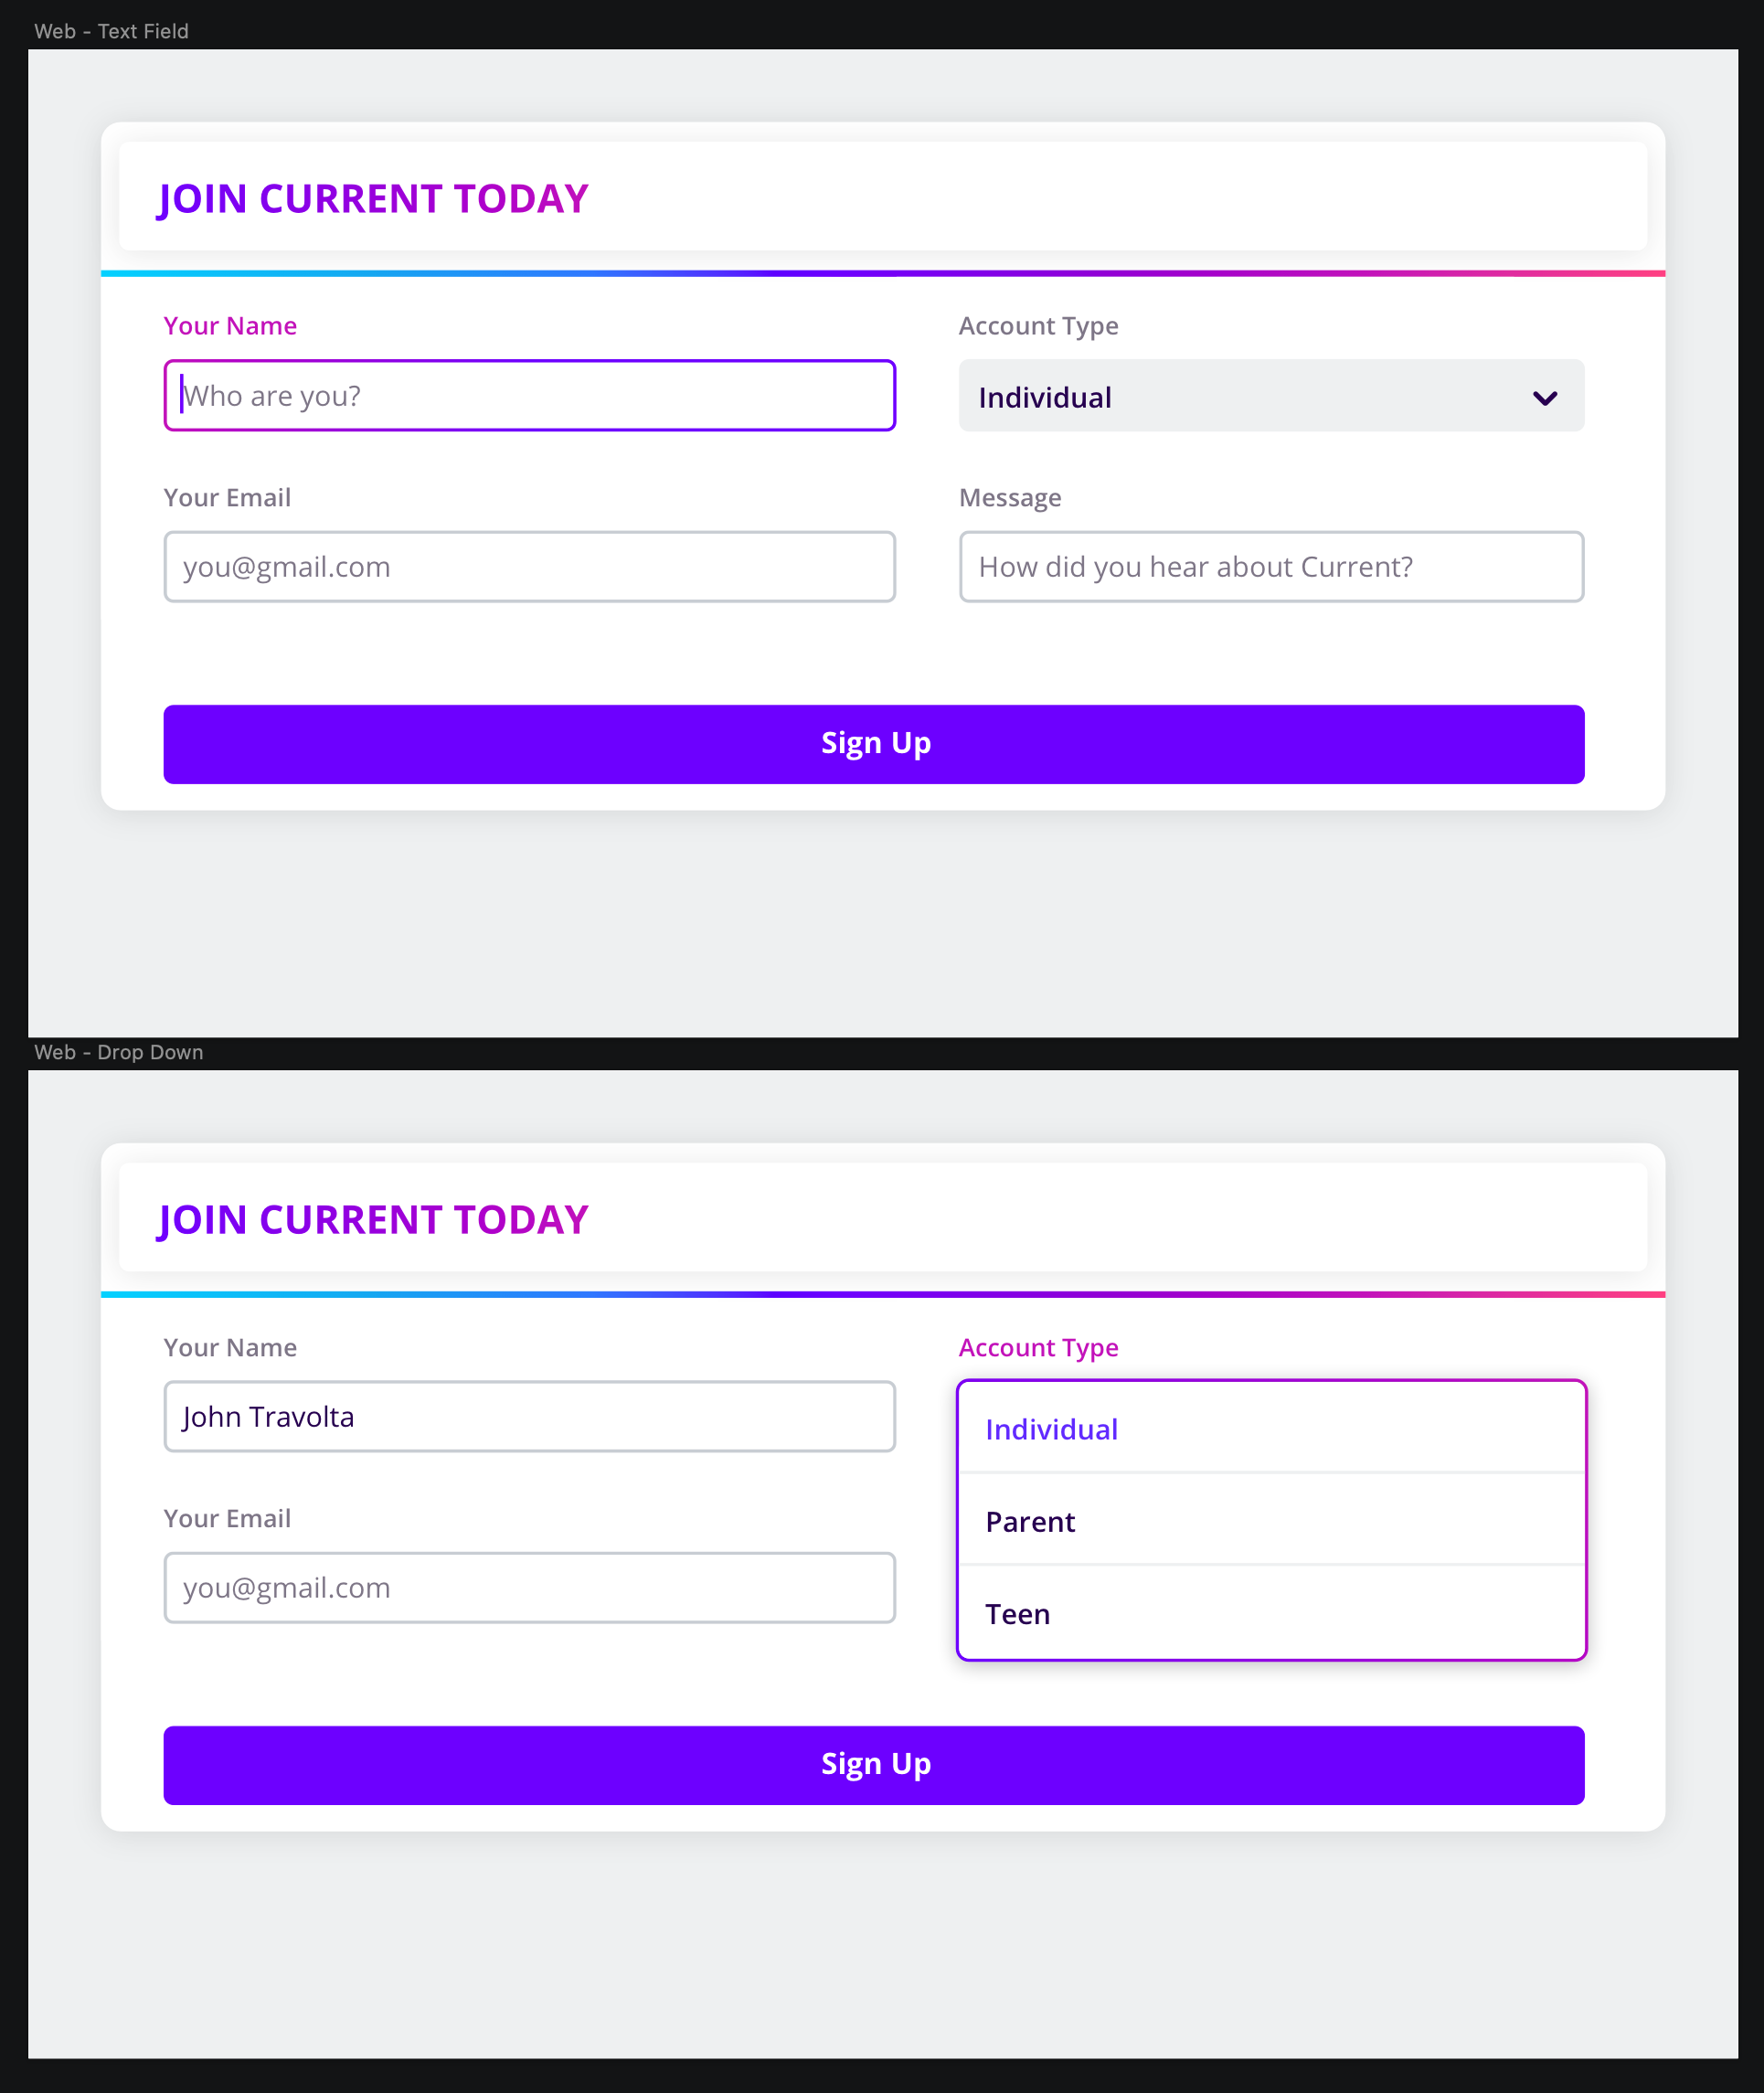 Web - Text Field
JOIN CURRENT TODAY
Your Name
Who are you?
Account Type
Individual
Your Email
you@gmail.com
Message
How did you hear about Current?
Sign Up
Web - Drop Down
JOIN CURRENT TODAY
Your Name
John Travolta
Your Email
you@gmail.com
Account Type
Individual
Parent
Teen
Sign Up